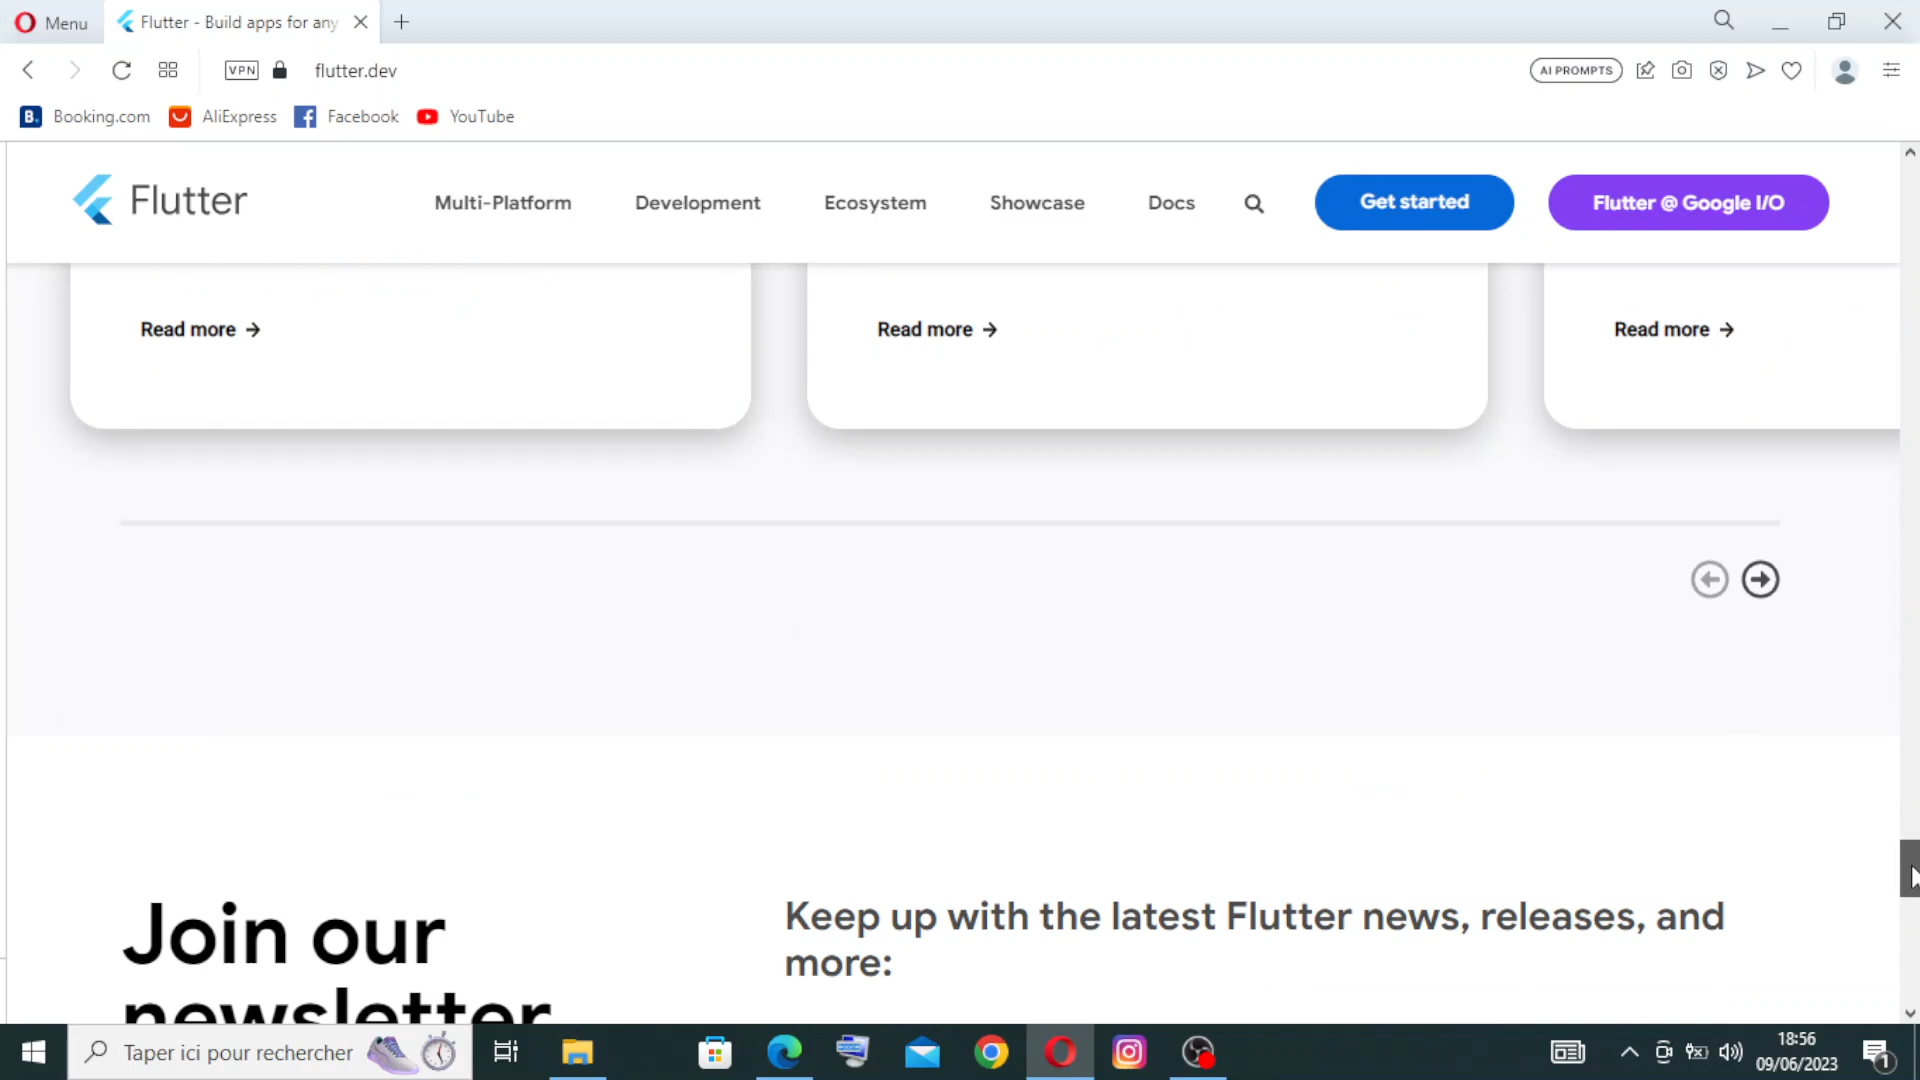 Menu
Flutter - Build apps for any
VPN
flutter.dev
AI PROMPTS
B.
Booking.com
AliExpress
Facebook
YouTube
Flutter
Multi-Platform
Development
Ecosystem
Showcase
Docs
Get started
Flutter @ Google I/O
Read more
Read more
Read more
Join our
newsletter
Keep up with the latest Flutter news, releases, and
more:
Taper ici pour rechercher
18:56
09/06/2023
1